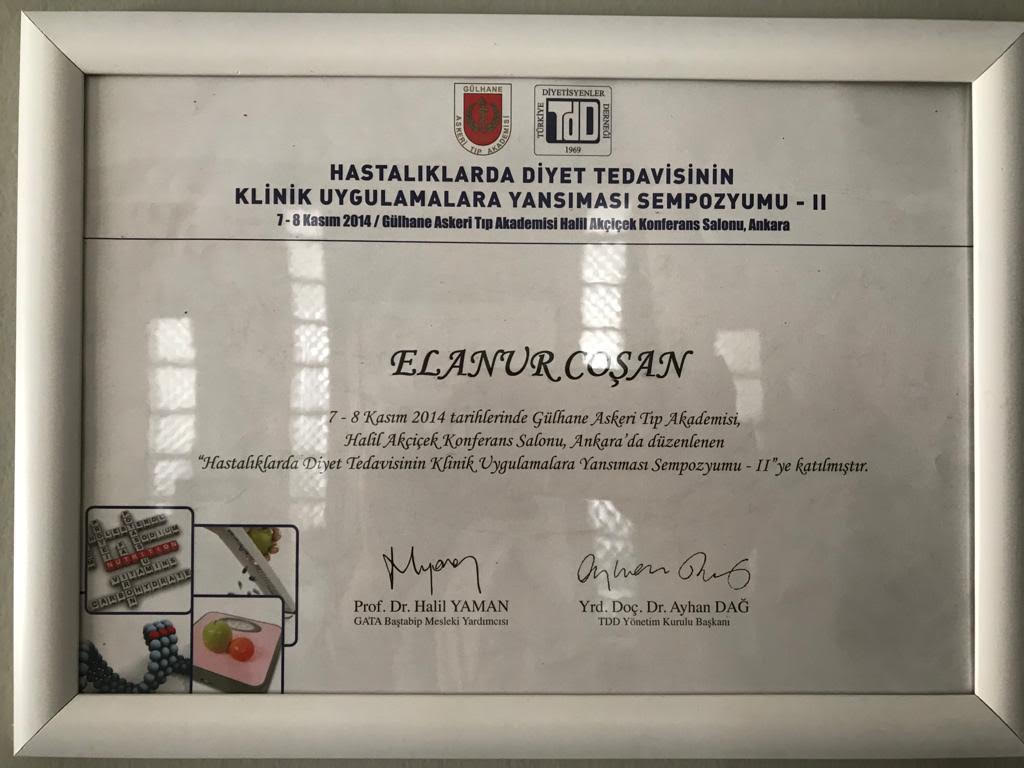 GÜLHANE
ASKERİ TIP AKADEMİSİ
DİYETİSYENLER
TÜRKİYE
TDD
DERNEĞİ
1969
HASTALIKLARDA DİYET TEDAVİSİNİN
KLİNİK UYGULAMALARA YANSIMASI SEMPOZYUMU - II
7 - 8 Kasım 2014 / Gülhane Askeri Tıp Akademisi Halil Akçiçek Konferans Salonu, Ankara
ELANUR COŞAN
7 - 8 Kasım 2014 tarihlerinde Gülhane Askeri Tıp Akademisi,
Halil Akçiçek Konferans Salonu, Ankara'da düzenlenen
"Hastalıklarda Diyet Tedavisinin Klinik Uygulamalara Yansıması Sempozyumu - II"ye katılmıştır.
CHOLESTEROL
SODIUM
NUTRITION
VITAMINS
CARBOHYDRATE
Prof. Dr. Halil YAMAN
GATA Baştabip Mesleki Yardımcısı
Yrd. Doç. Dr. Ayhan DAĞ
TDD Yönetim Kurulu Başkanı